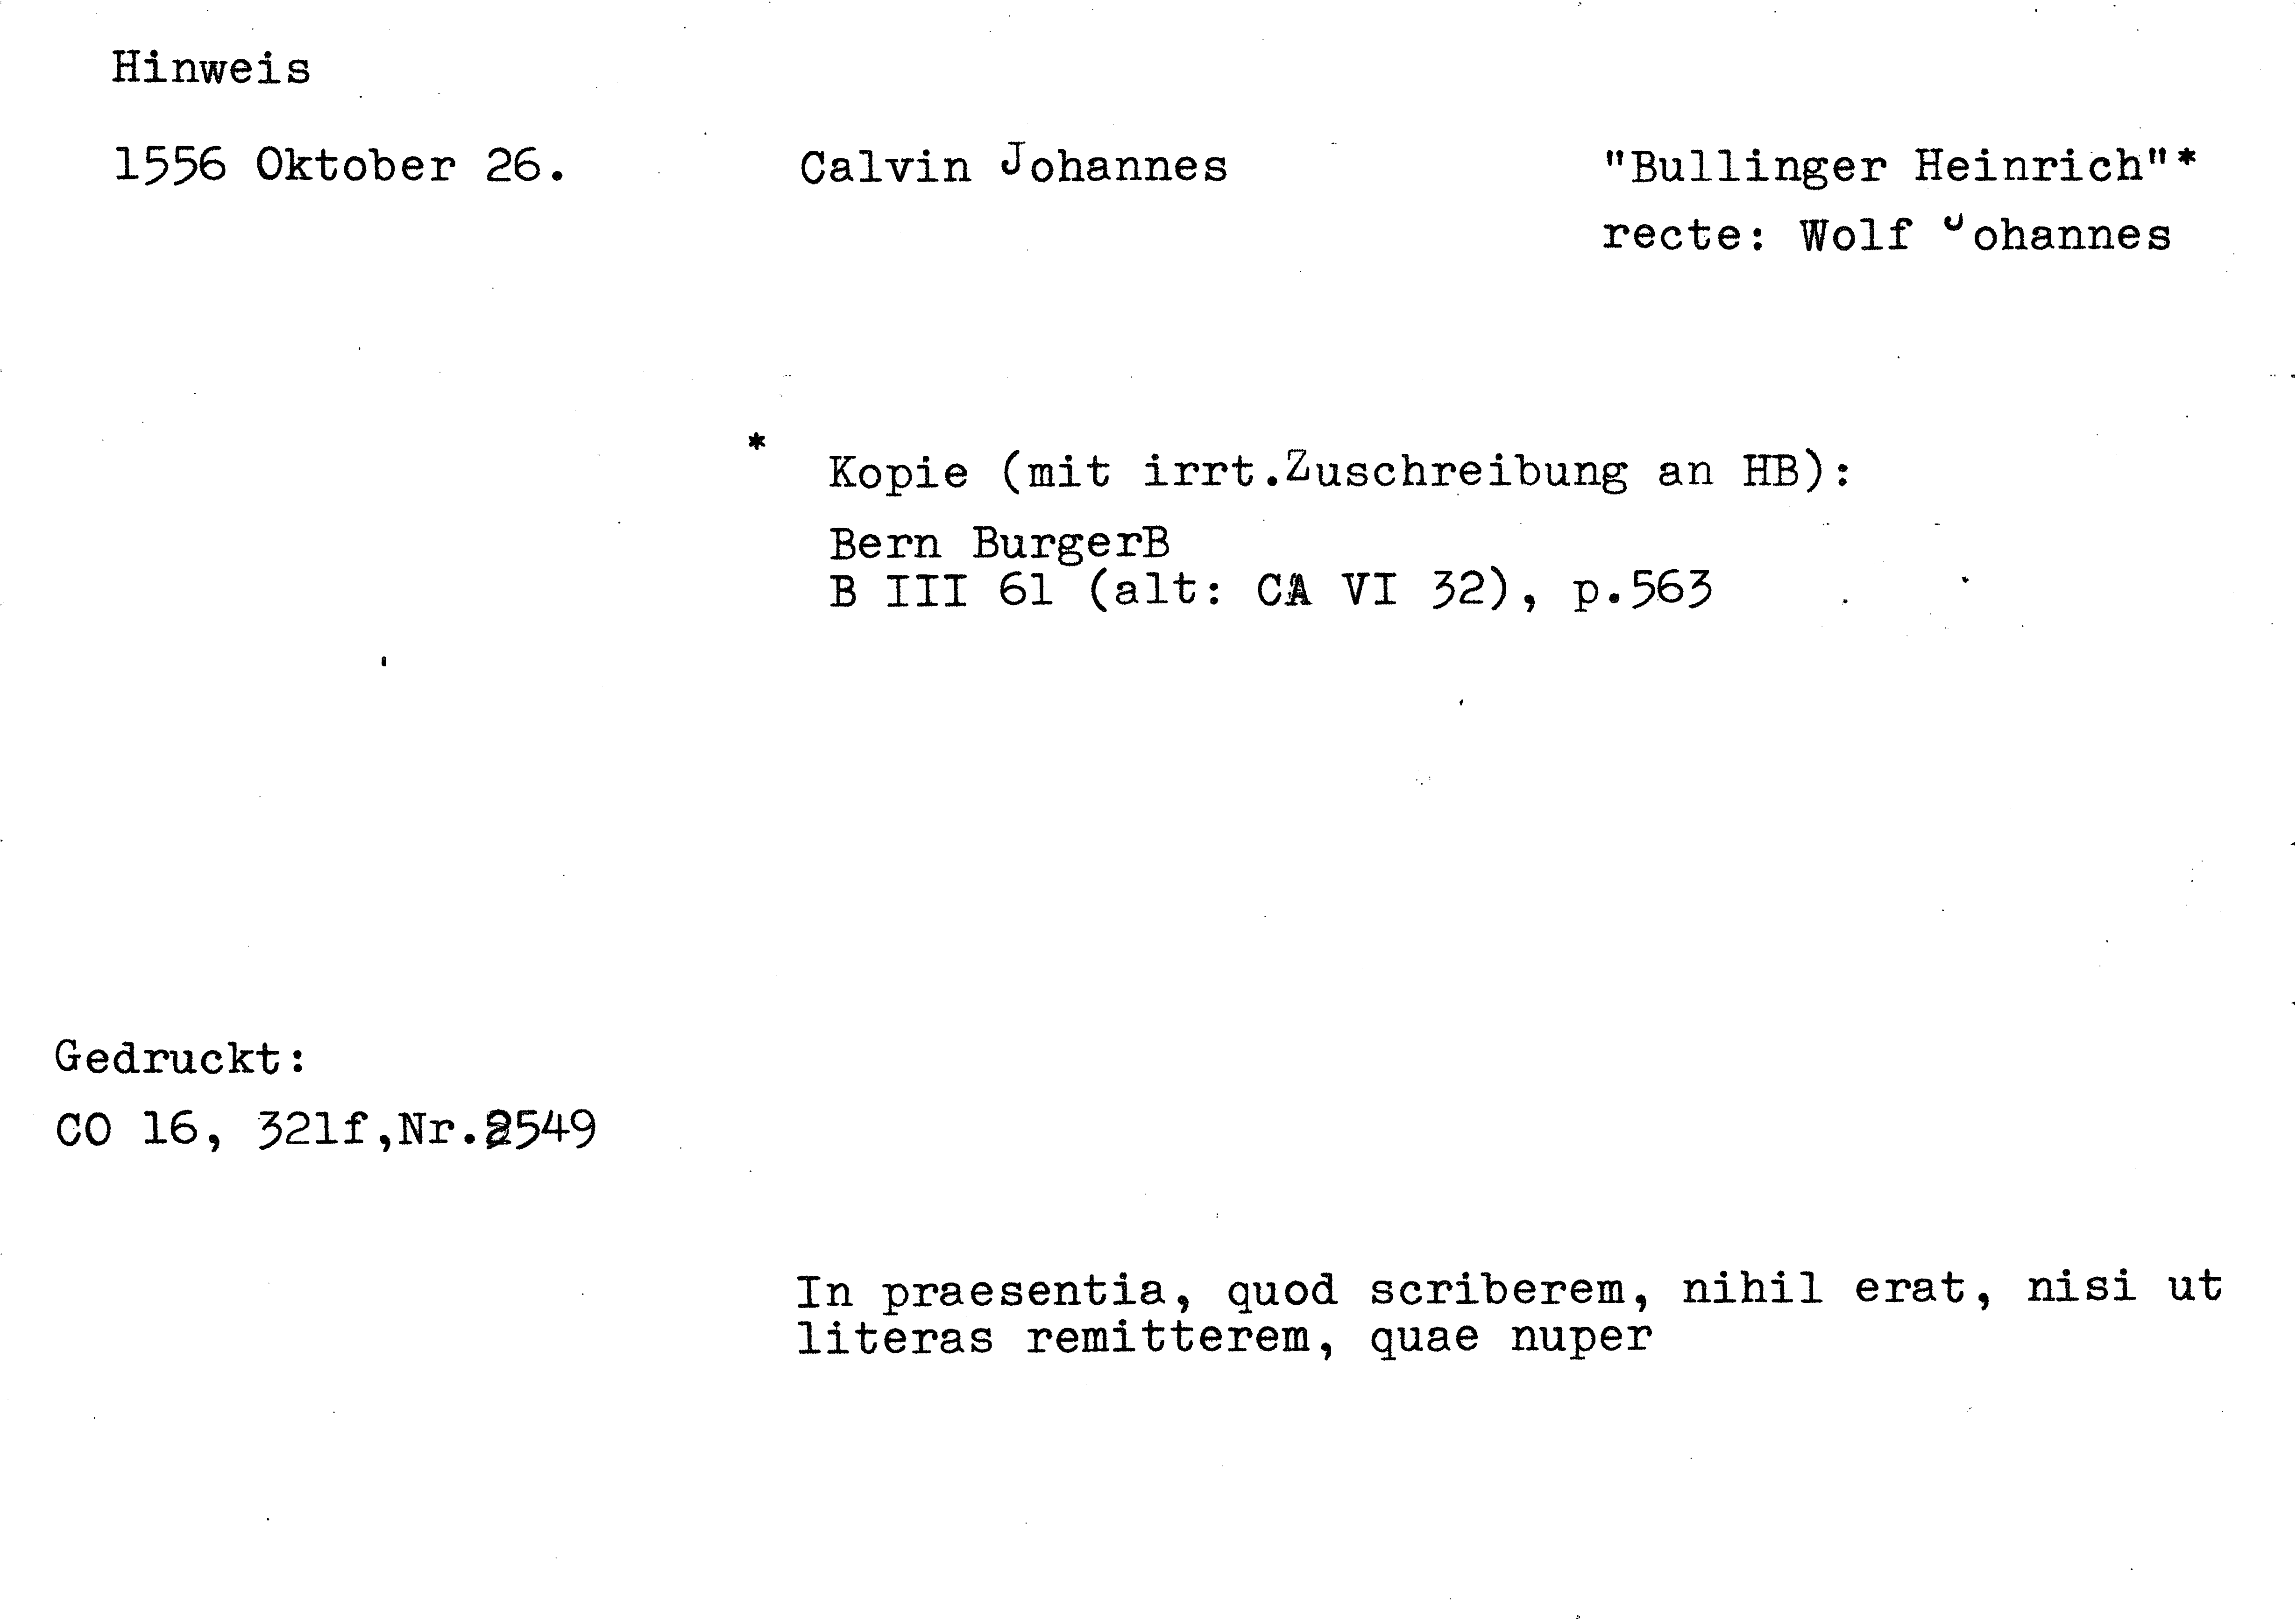 Hinweis
1556 Oktober 26. Calvin Johannes "Bullinger Heinrich"*
recte: Wolf Johannes
* Kopie (mit irrt.Zuschreibung an HB):
Bern BurgerB
B III 61 (alt: CA VI 32), p.563
Gedruckt:
CO 16, 321f,Nr.2549
In praesentia, quod scriberem, nihil erat, nisi ut
literas remitterem, quae nuper